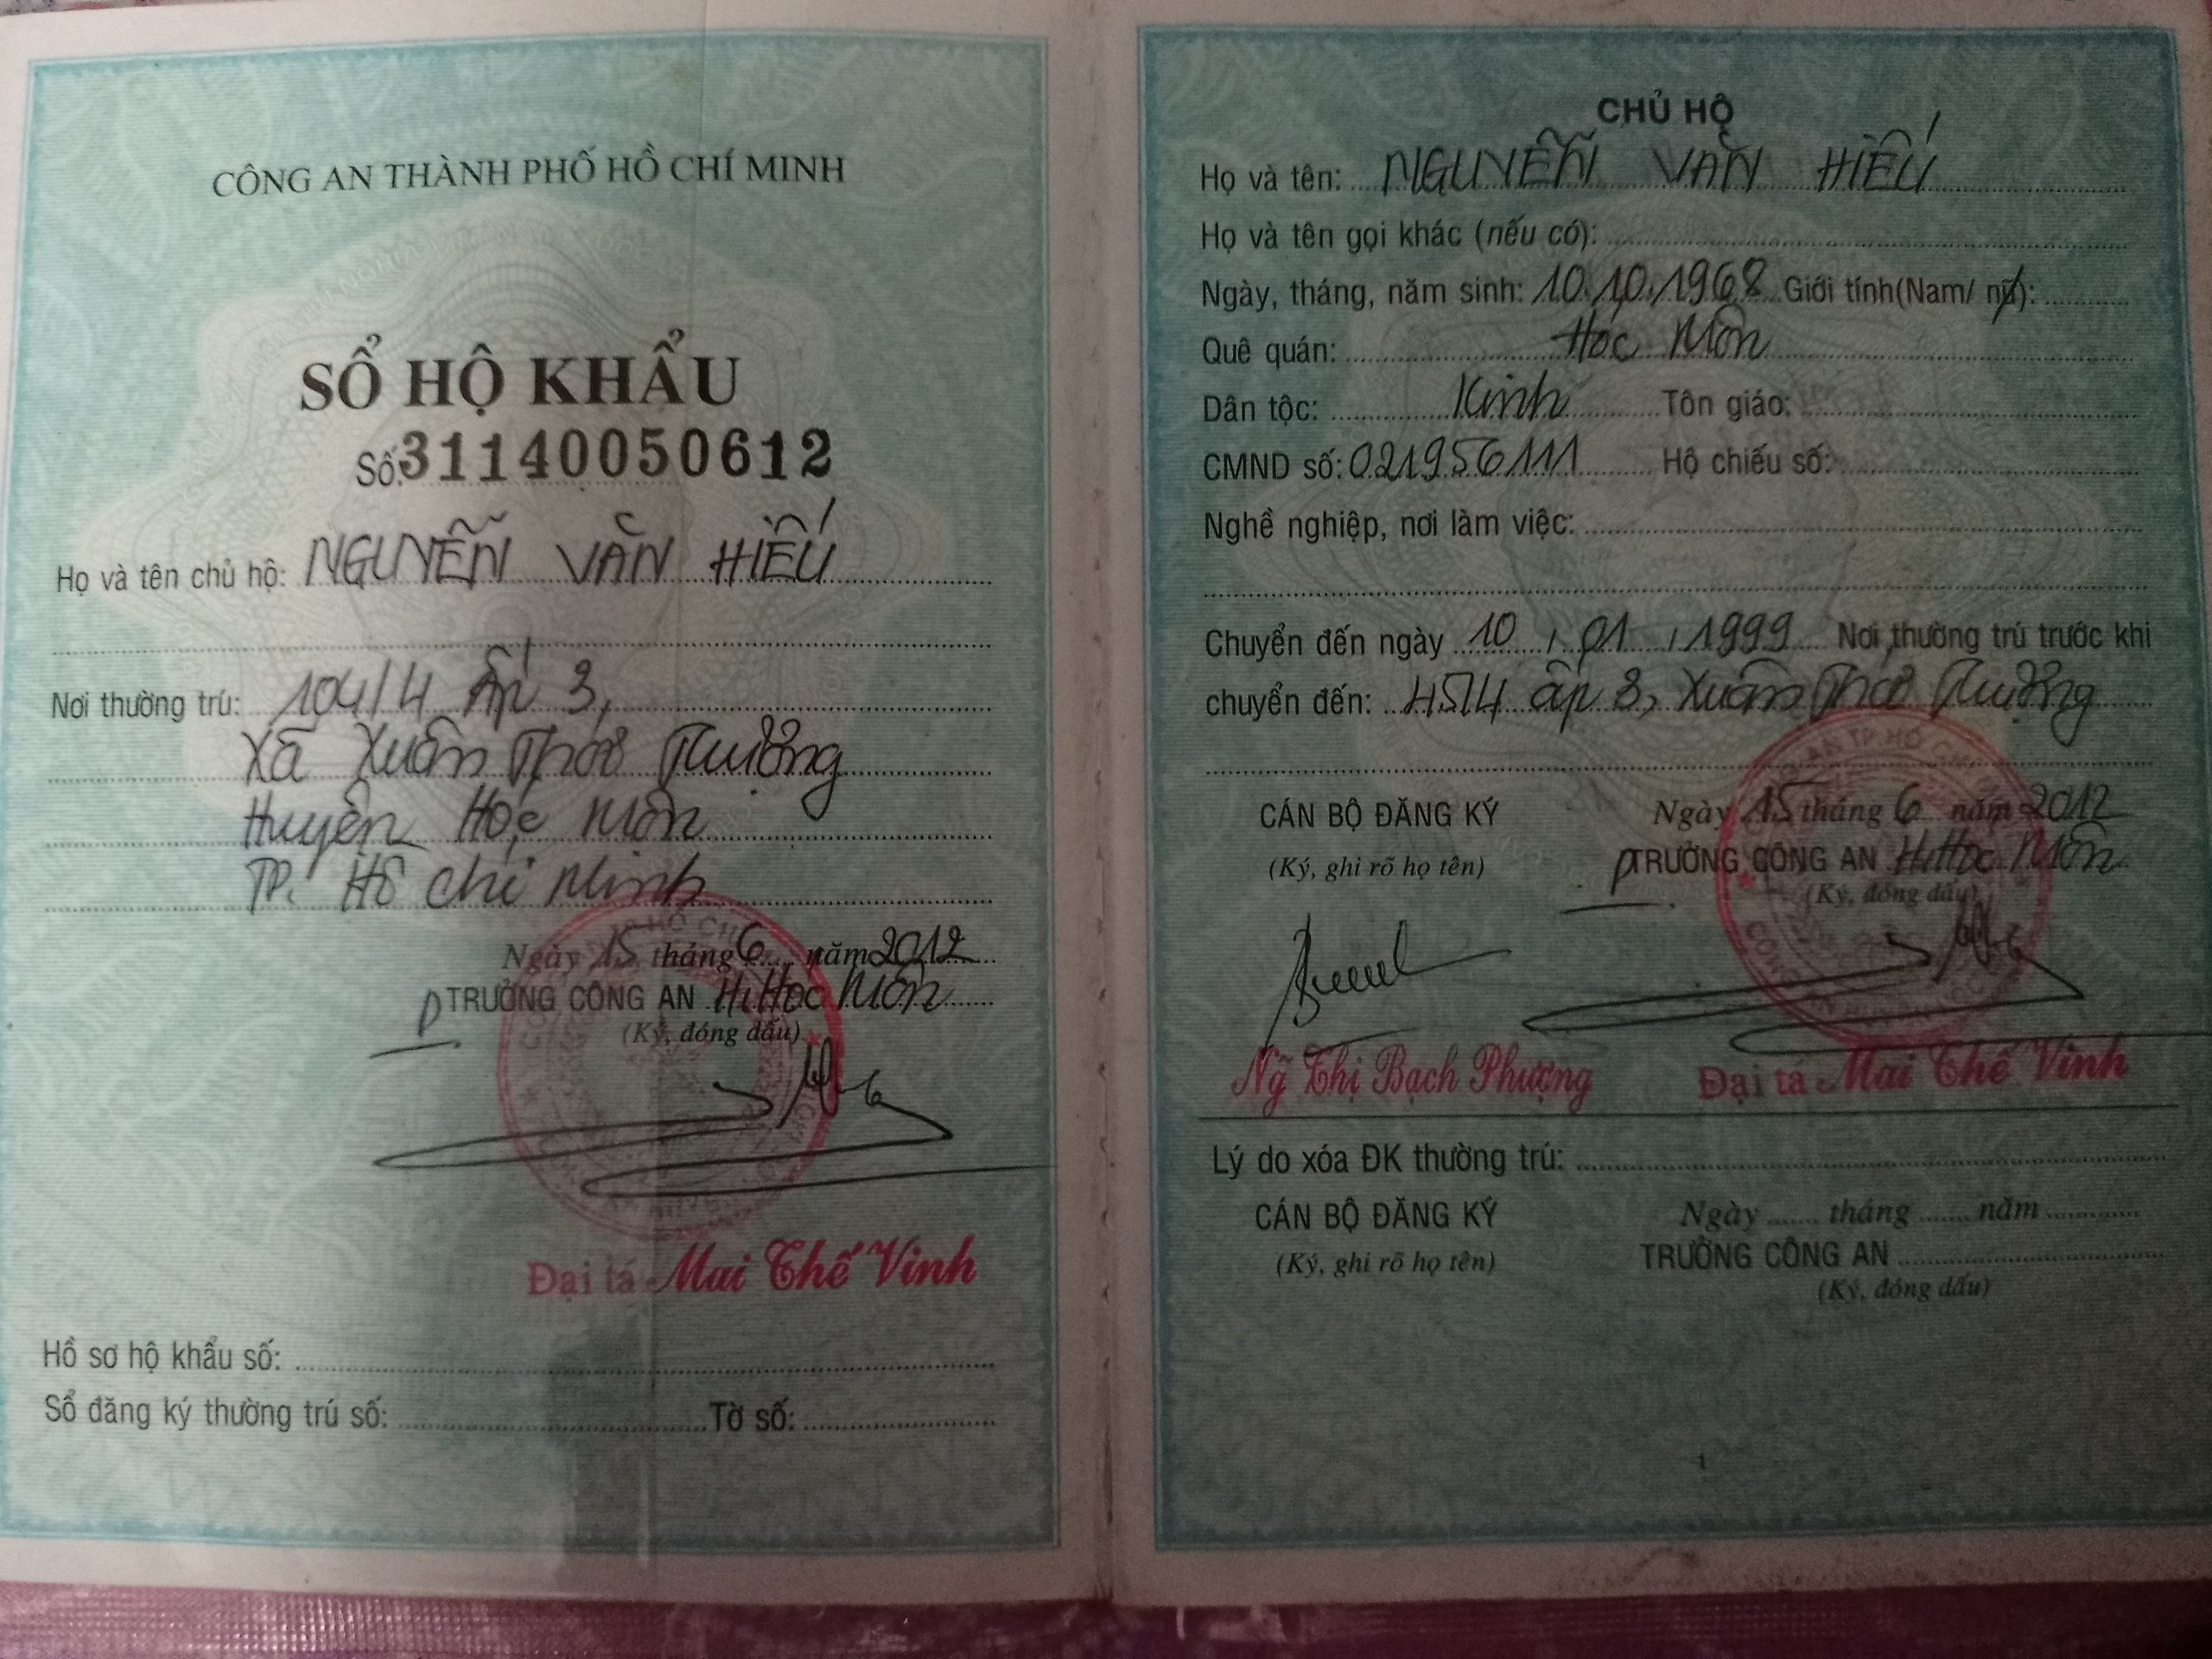 CÔNG AN THÀNH PHỐ HỒ CHÍ MINH
SỔ HỘ KHẨU
Số: 31140050612
Họ và tên chủ hộ: NGUYỄN VĂN HIẾU
Nơi thường trú: 104/4 Ấp 3,
Xã Xuân Thới Thượng
Huyện Hóc Môn
TP. Hồ Chí Minh
Ngày 15 tháng 6 năm 2012
P TRƯỞNG CÔNG AN H. Hóc Môn
(Ký, đóng dấu)
Đại tá Mai Thế Vinh
Hồ sơ hộ khẩu số:
Sổ đăng ký thường trú số: Tờ số:
CHỦ HỘ
Họ và tên: NGUYỄN VĂN HIẾU
Họ và tên gọi khác (nếu có):
Ngày, tháng, năm sinh: 10.10.1968 Giới tính(Nam/ nữ):
Quê quán: Hóc Môn
Dân tộc: Kinh Tôn giáo:
CMND số: 021956111 Hộ chiếu số:
Nghề nghiệp, nơi làm việc:
Chuyển đến ngày 10 / 01 / 1999 Nơi thường trú trước khi
chuyển đến: ấp 3, Xuân Thới Thượng
CÁN BỘ ĐĂNG KÝ Ngày 15 tháng 6 năm 2012
(Ký, ghi rõ họ tên) P TRƯỞNG CÔNG AN H. Hóc Môn
(Ký, đóng dấu)
Ng̃ Thị Bạch Phượng Đại tá Mai Thế Vinh
Lý do xóa ĐK thường trú:
CÁN BỘ ĐĂNG KÝ Ngày tháng năm
(Ký, ghi rõ họ tên) TRƯỞNG CÔNG AN
(Ký, đóng dấu)
1